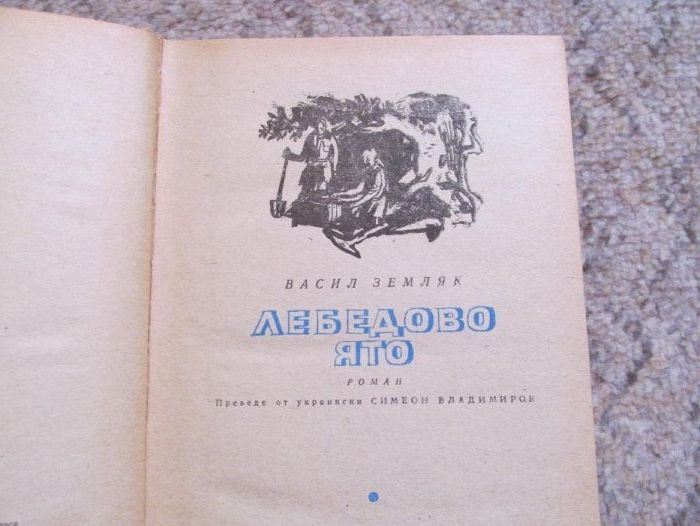 ВАСИЛ ЗЕМЛЯК
ЛЕБЕДОВО
ЯТО
РОМАН
Преведе от украински СИМЕОН ВЛАДИМИРОВ